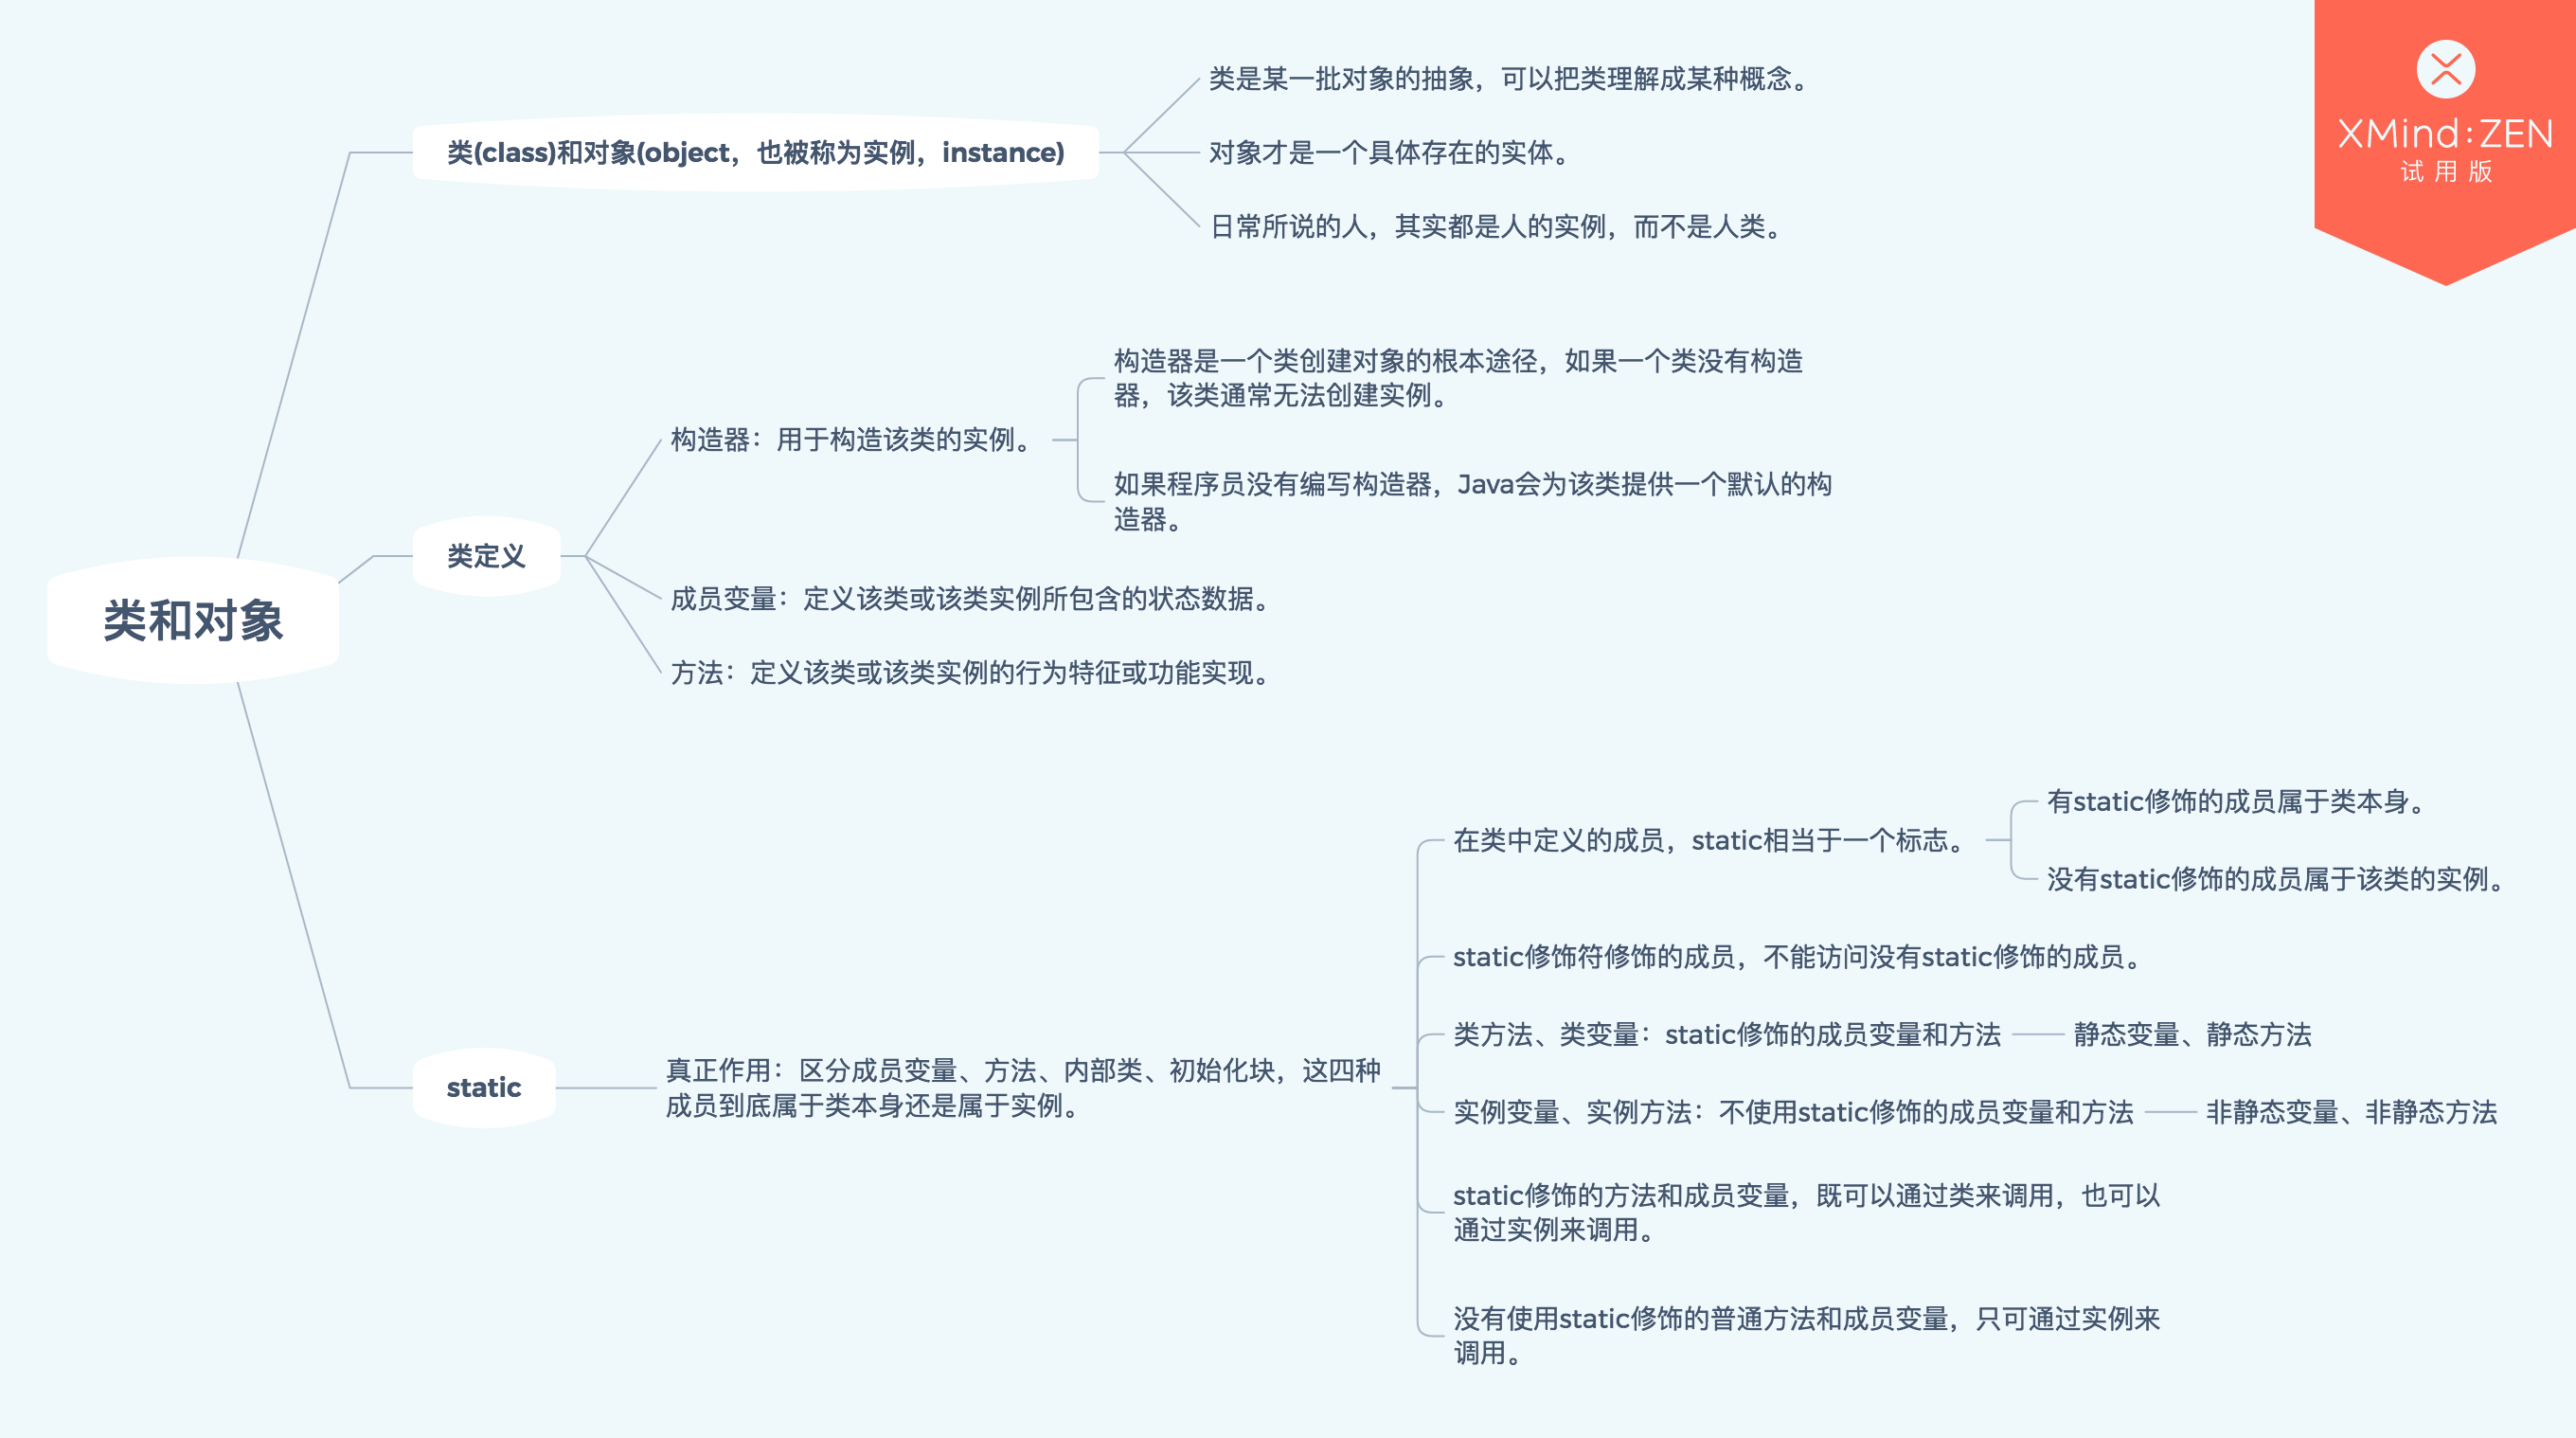 类和对象
类(class)和对象(object，也被称为实例，instance)
类是某一批对象的抽象，可以把类理解成某种概念。
对象才是一个具体存在的实体。
日常所说的人，其实都是人的实例，而不是人类。
类定义
构造器：用于构造该类的实例。
构造器是一个类创建对象的根本途径，如果一个类没有构造
器，该类通常无法创建实例。
如果程序员没有编写构造器，Java会为该类提供一个默认的构
造器。
成员变量：定义该类或该类实例所包含的状态数据。
方法：定义该类或该类实例的行为特征或功能实现。
static
真正作用：区分成员变量、方法、内部类、初始化块，这四种
成员到底属于类本身还是属于实例。
在类中定义的成员，static相当于一个标志。
有static修饰的成员属于类本身。
没有static修饰的成员属于该类的实例。
static修饰符修饰的成员，不能访问没有static修饰的成员。
类方法、类变量：static修饰的成员变量和方法
静态变量、静态方法
实例变量、实例方法：不使用static修饰的成员变量和方法
非静态变量、非静态方法
static修饰的方法和成员变量，既可以通过类来调用，也可以
通过实例来调用。
没有使用static修饰的普通方法和成员变量，只可通过实例来
调用。
XMind:ZEN
试用版